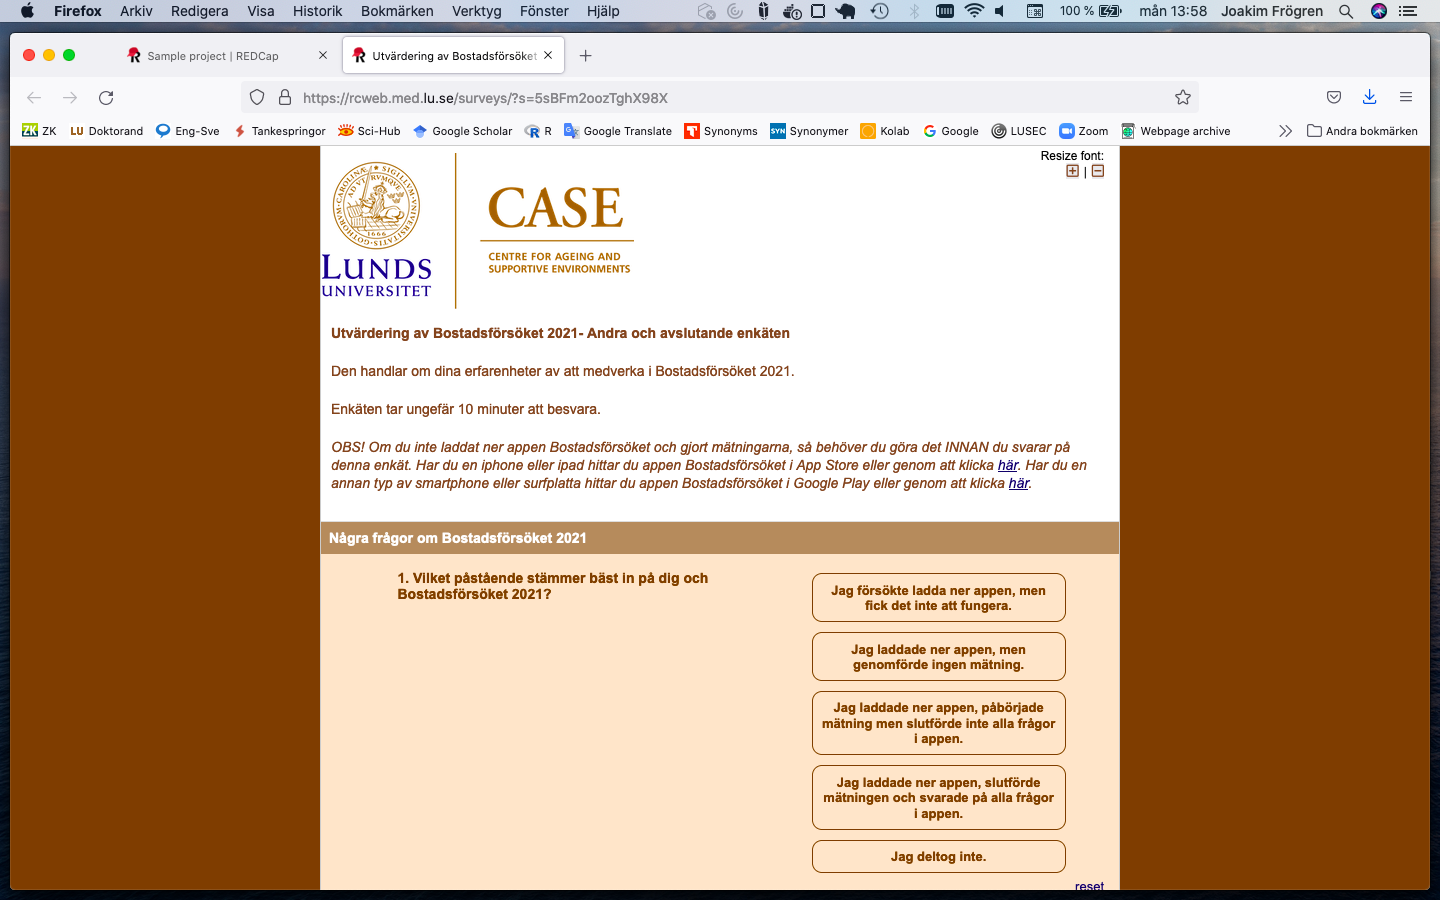 Firefox Arkiv Redigera Visa Historik Bokmärken Verktyg Fönster Hjälp 100 % mån 13:58 Joakim Frögren
Sample project | REDCap
Utvärdering av Bostadsförsöket
https://rcweb.med.lu.se/surveys/?s=5sBFm2oozTghX98X
ZK ZK LU Doktorand Eng-Sve Tankespringor Sci-Hub Google Scholar R Google Translate Synonyms SYN Synonymer Kolab Google LUSEC Zoom Webpage archive Andra bokmärken
Resize font:
+ | −
LUNDS
UNIVERSITET
1666
CASE
CENTRE FOR AGEING AND
SUPPORTIVE ENVIRONMENTS
Utvärdering av Bostadsförsöket 2021- Andra och avslutande enkäten
Den handlar om dina erfarenheter av att medverka i Bostadsförsöket 2021.
Enkäten tar ungefär 10 minuter att besvara.
OBS! Om du inte laddat ner appen Bostadsförsöket och gjort mätningarna, så behöver du göra det INNAN du svarar på
denna enkät. Har du en iphone eller ipad hittar du appen Bostadsförsöket i App Store eller genom att klicka här. Har du en
annan typ av smartphone eller surfplatta hittar du appen Bostadsförsöket i Google Play eller genom att klicka här.
Några frågor om Bostadsförsöket 2021
1. Vilket påstående stämmer bäst in på dig och
Bostadsförsöket 2021?
Jag försökte ladda ner appen, men
fick det inte att fungera.
Jag laddade ner appen, men
genomförde ingen mätning.
Jag laddade ner appen, påbörjade
mätning men slutförde inte alla frågor
i appen.
Jag laddade ner appen, slutförde
mätningen och svarade på alla frågor
i appen.
Jag deltog inte.
reset